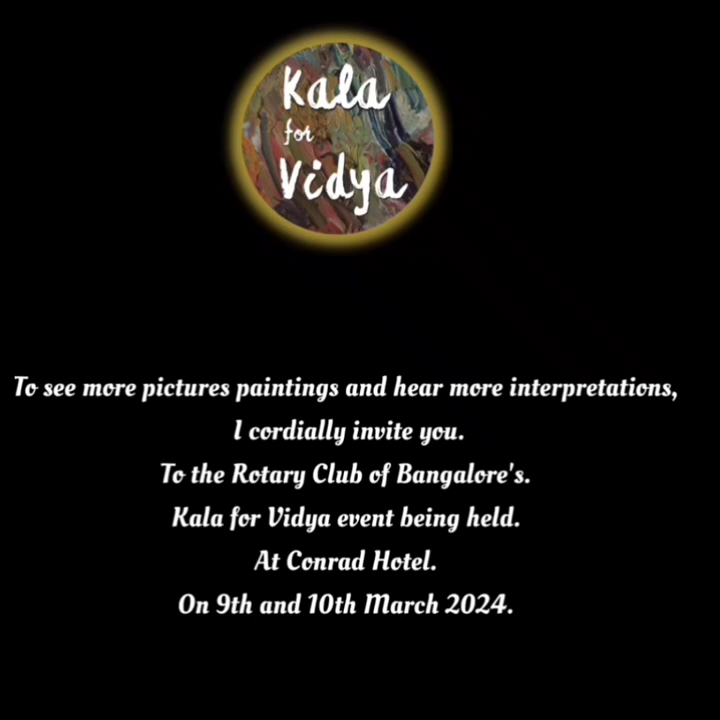 Kala
for
Vidya
To see more pictures paintings and hear more interpretations,
I cordially invite you.
To the Rotary Club of Bangalore's.
Kala for Vidya event being held.
At Conrad Hotel.
On 9th and 10th March 2024.